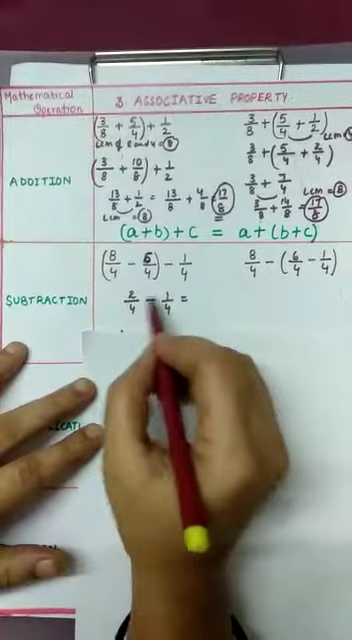 Mathematical Operation
3. ASSOCIATIVE PROPERTY
ADDITION
(3/8 + 5/4) + 1/2
LCM of 8 and 4 = 8
(3/8 + 10/8) + 1/2
13/8 + 1/2 = 13/8 + 4/8 = 17/8
LCM = 8
3/8 + (5/4 + 1/2)
LCM 4
3/8 + (5/4 + 2/4)
3/8 + 7/4
LCM = 8
3/8 + 14/8 = 17/8
(a+b)+c = a+(b+c)
SUBTRACTION
(8/4 - 6/4) - 1/4
2/4 - 1/4 =
8/4 - (6/4 - 1/4)